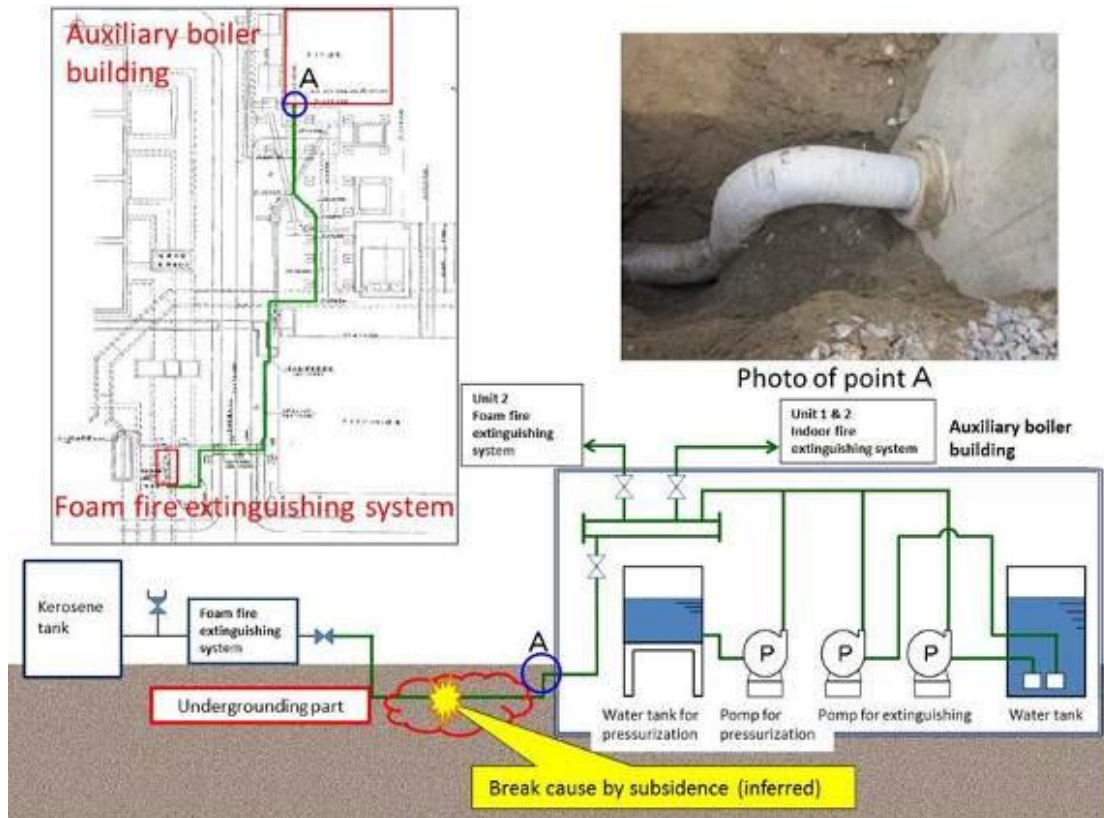 Auxiliary boiler
building
A
Foam fire extinguishing system
Photo of point A
Unit 2
Foam fire
extinguishing
system
Unit 1 & 2
Indoor fire
extinguishing system
Auxiliary boiler
building
Kerosene
tank
Foam fire
extinguishing
system
A
P
P
P
Undergrounding part
Water tank for
pressurization
Pomp for
pressurization
Pomp for extinguishing
Water tank
Break cause by subsidence (inferred)